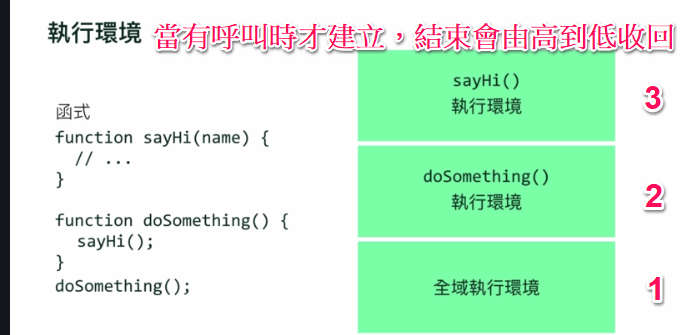 執行環境 當有呼叫時才建立，結束會由高到低收回
函式
function sayHi(name) {
  // ...
}
function doSomething() {
  sayHi();
}
doSomething();
sayHi()
執行環境
3
doSomething()
執行環境
2
全域執行環境
1